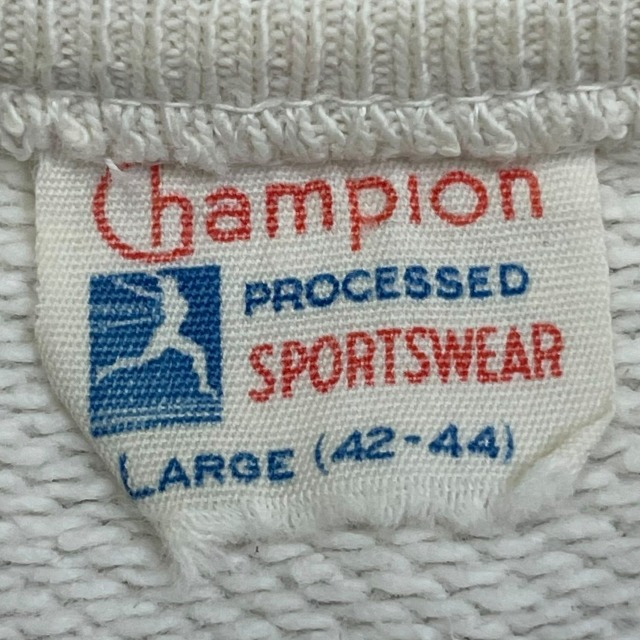 Champion
PROCESSED
SPORTSWEAR
LARGE (42-44)